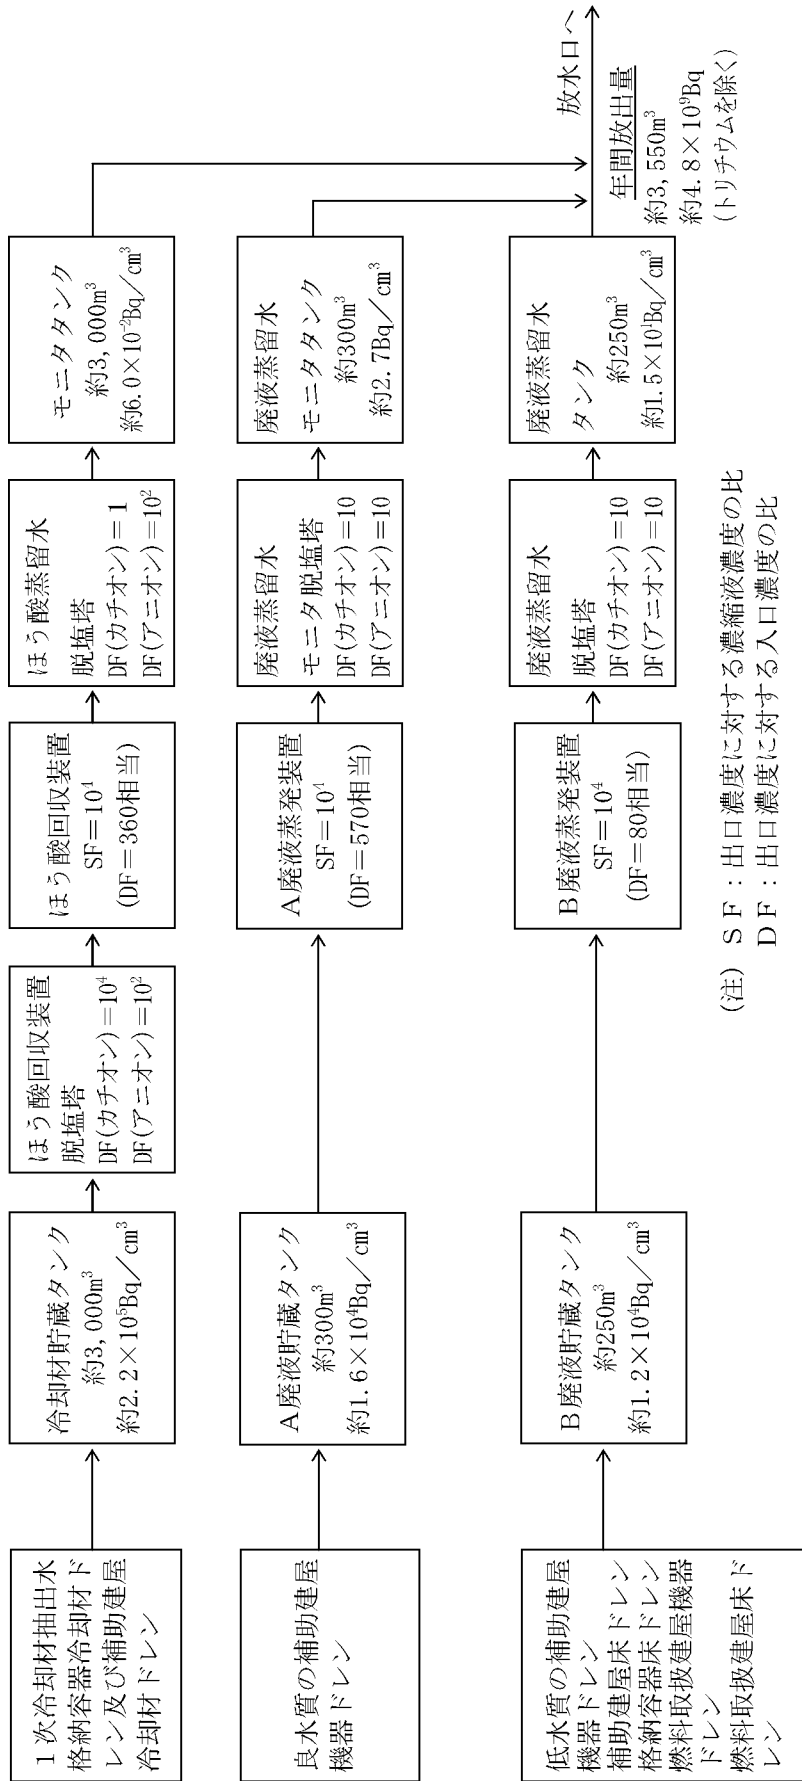 1次冷却材抽出水
格納容器冷却材ド
レン及び補助建屋
冷却材ドレン
冷却材貯蔵タンク
約3,000m³
約2.2×10⁵Bq/cm³
ほう酸回収装置
脱塩塔
DF(カチオン)=10⁴
DF(アニオン)=10²
ほう酸回収装置
SF=10⁴
(DF=360相当)
ほう酸蒸留水
脱塩塔
DF(カチオン)=1
DF(アニオン)=10²
モニタタンク
約3,000m³
約6.0×10⁻²Bq/cm³
良水質の補助建屋
機器ドレン
A廃液貯蔵タンク
約300m³
約1.6×10⁴Bq/cm³
A廃液蒸発装置
SF=10⁴
(DF=570相当)
廃液蒸留水
モニタ脱塩塔
DF(カチオン)=10
DF(アニオン)=10
廃液蒸留水
モニタタンク
約300m³
約2.7Bq/cm³
低水質の補助建屋
機器ドレン
補助建屋床ドレン
格納容器床ドレン
燃料取扱建屋機器
ドレン
燃料取扱建屋床ド
レン
B廃液貯蔵タンク
約250m³
約1.2×10⁴Bq/cm³
B廃液蒸発装置
SF=10⁴
(DF=80相当)
廃液蒸留水
脱塩塔
DF(カチオン)=10
DF(アニオン)=10
廃液蒸留水
タンク
約250m³
約1.5×10¹Bq/cm³
放水口へ
年間放出量
約3,550m³
約4.8×10⁹Bq
(トリチウムを除く)
(注) SF:出口濃度に対する濃縮液濃度の比
DF:出口濃度に対する入口濃度の比